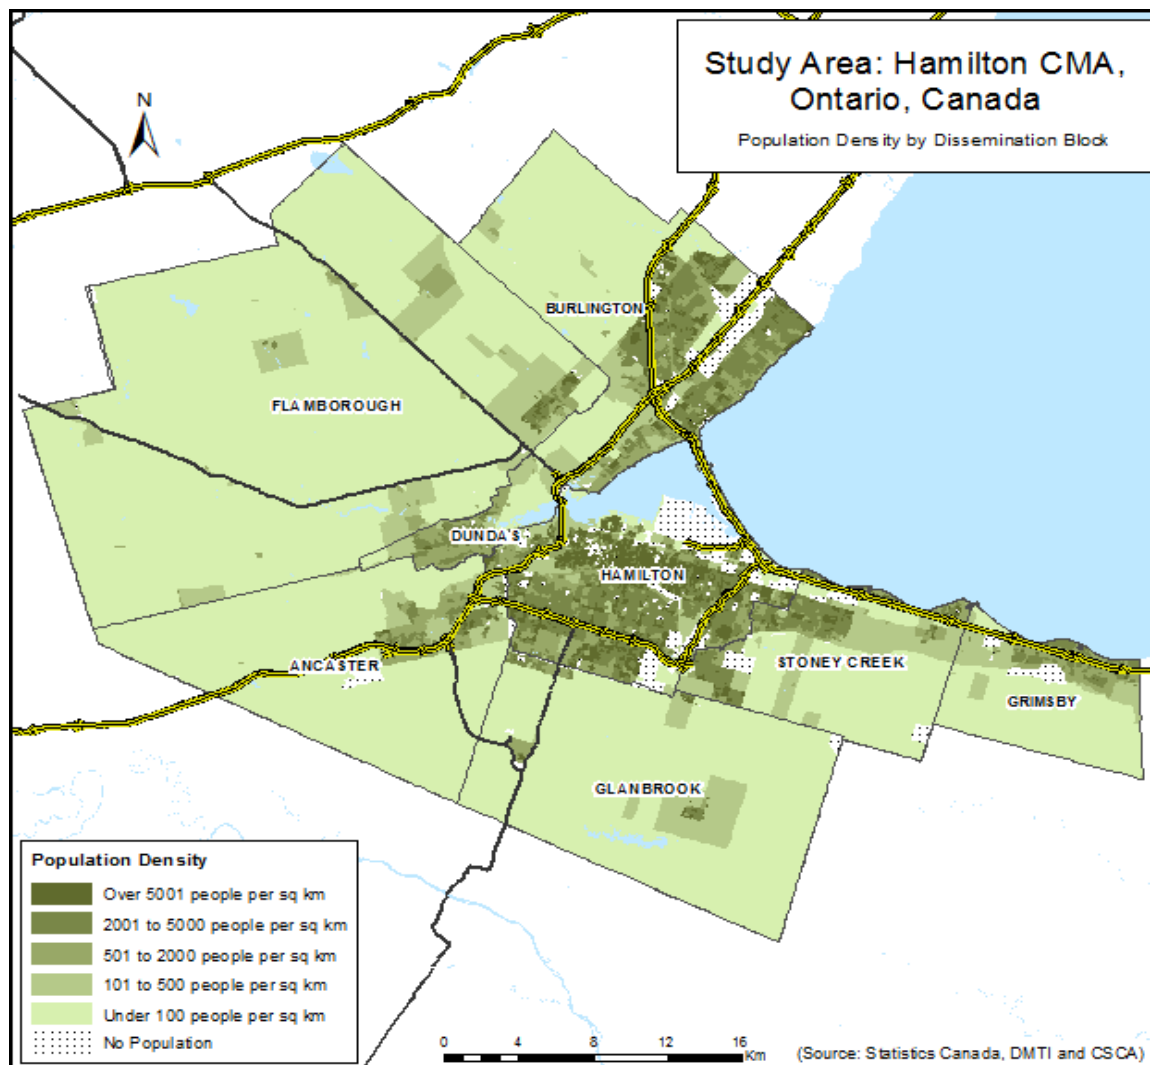 Study Area: Hamilton CMA,
Ontario, Canada
Population Density by Dissemination Block
N
BURLINGTON
FLAMBOROUGH
DUNDA'S
HAMILTON
ANCASTER
STONEY CREEK
GRIMSBY
GLANBROOK
Population Density
Over 5001 people per sq km
2001 to 5000 people per sq km
501 to 2000 people per sq km
101 to 500 people per sq km
Under 100 people per sq km
No Population
0 4 8 12 16
Km
(Source: Statistics Canada, DMTI and CSCA)